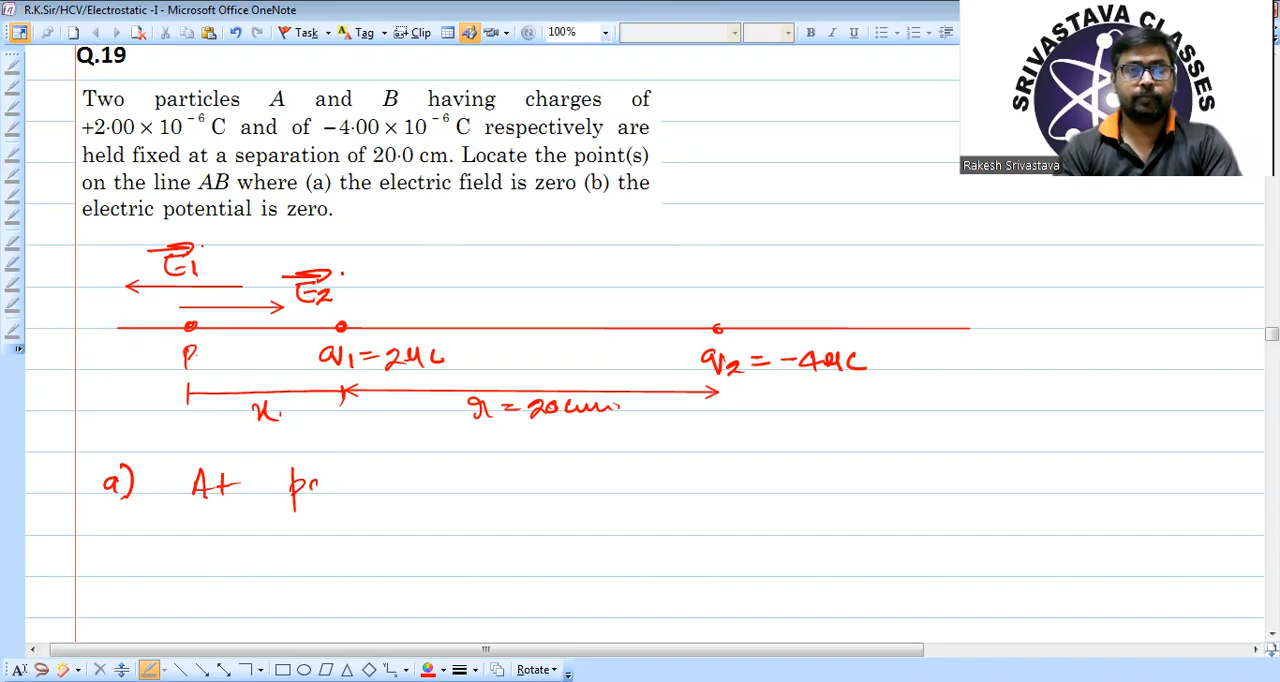 R.K.Sir/HCV/Electrostatic -I - Microsoft Office OneNote
Task Tag Clip 100% B I U
Q.19
SRIVASTAVA CLASSES
Rakesh Srivastava
Two particles A and B having charges of
+2·00 × 10⁻⁶ C and of −4·00 × 10⁻⁶ C respectively are
held fixed at a separation of 20·0 cm. Locate the point(s)
on the line AB where (a) the electric field is zero (b) the
electric potential is zero.
E1
E2
P q1 = 2μC q2 = -4μC
x r = 20cm
a) At
Rotate